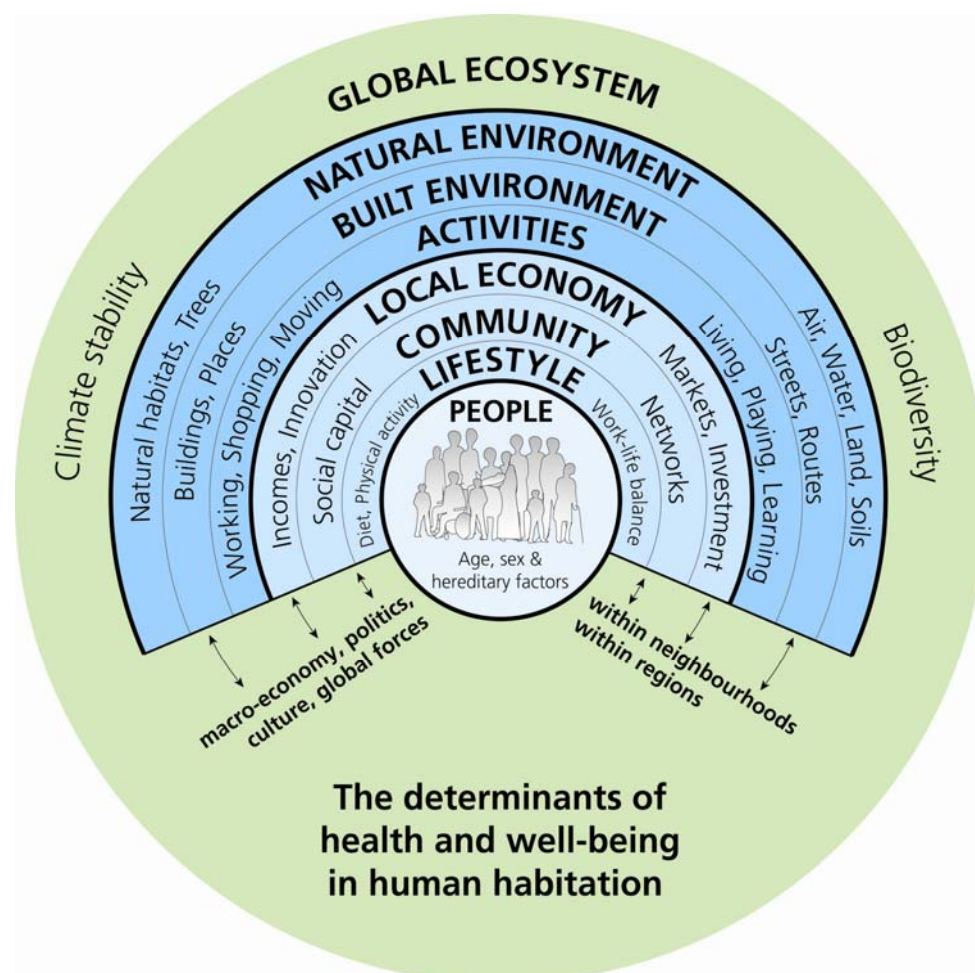 GLOBAL ECOSYSTEM
NATURAL ENVIRONMENT
BUILT ENVIRONMENT
ACTIVITIES
LOCAL ECONOMY
COMMUNITY
LIFESTYLE
PEOPLE
Age, sex &
hereditary factors
Climate stability
Natural habitats, Trees
Buildings, Places
Working, Shopping, Moving
Incomes, Innovation
Social capital
Diet, Physical activity
Work-life balance
Networks
Markets, Investment
Living, Playing, Learning
Streets, Routes
Air, Water, Land, Soils
Biodiversity
macro-economy, politics,
culture, global forces
within neighbourhoods
within regions
The determinants of
health and well-being
in human habitation